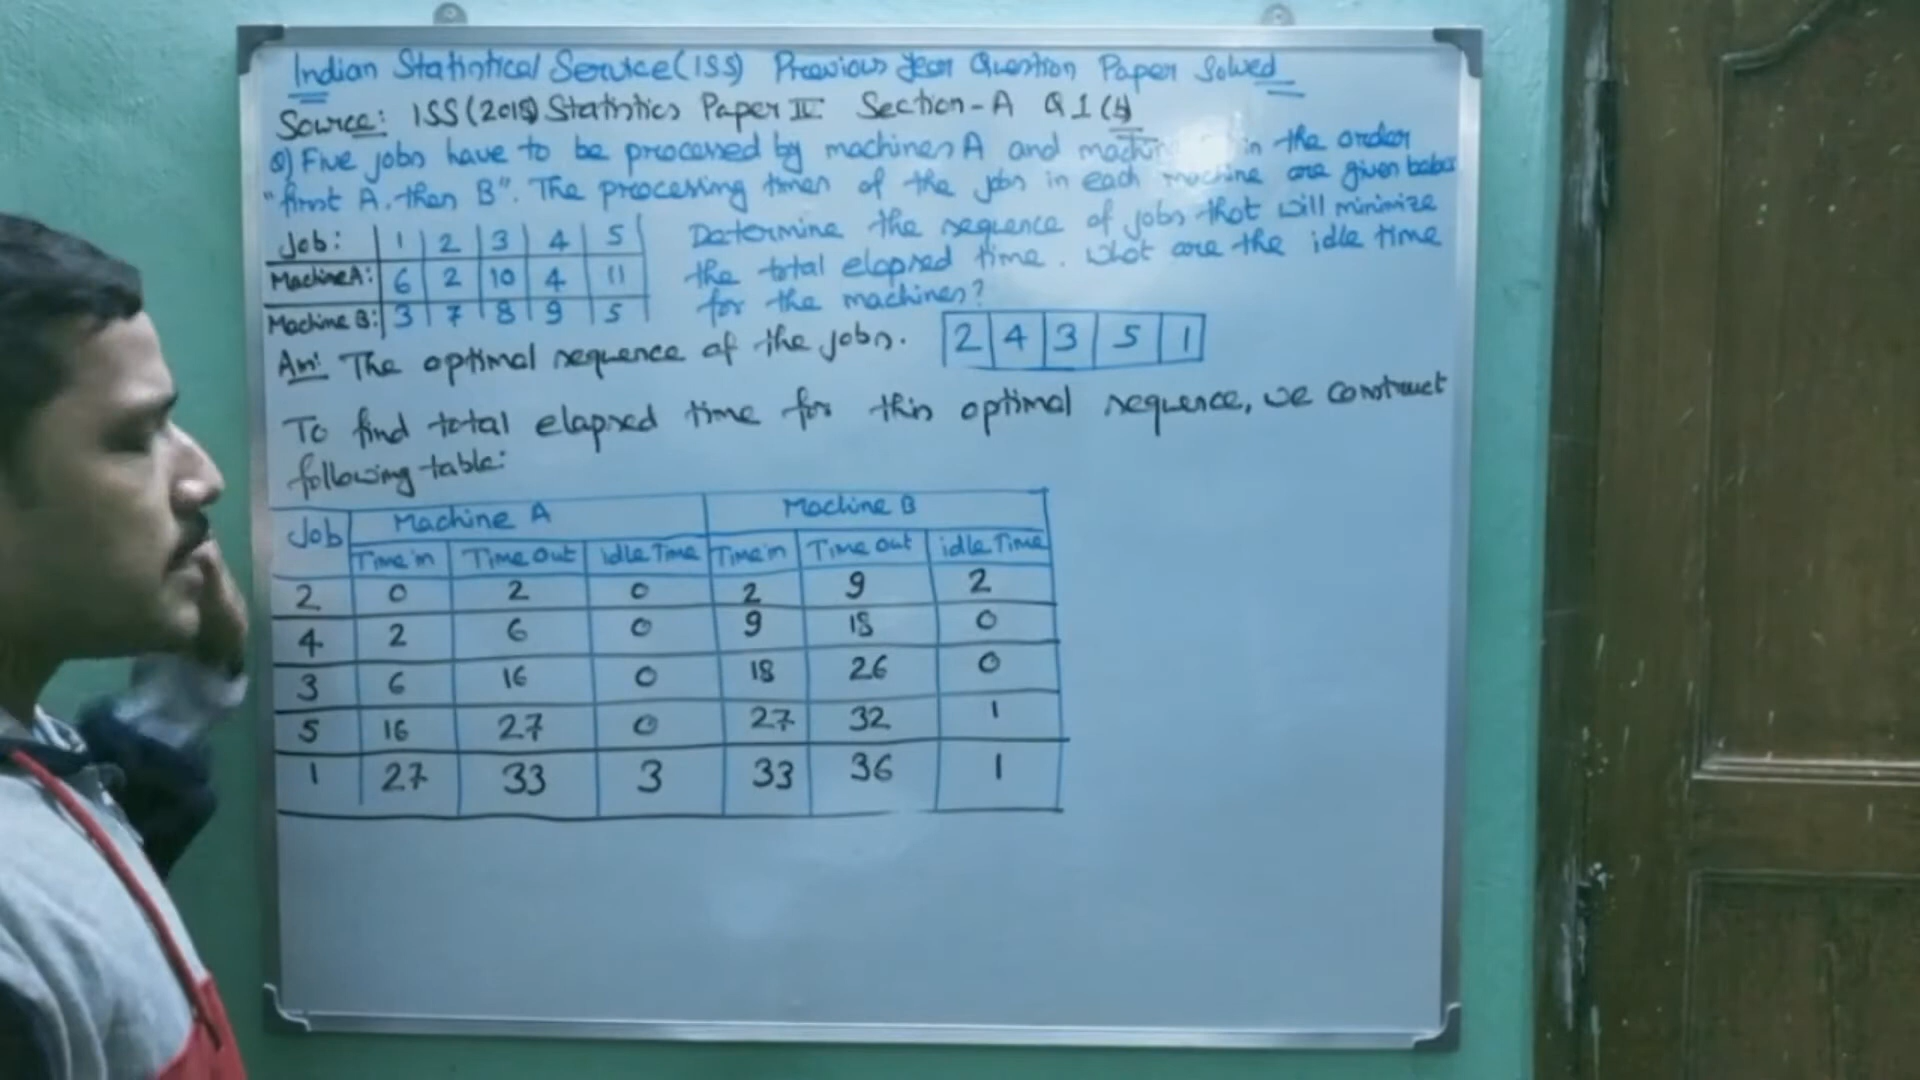 Indian Statistical Service (ISS) Previous Year Question Paper Solved
Source: ISS (2015) Statistics Paper IV Section-A Q1(
Q) Five jobs have to be processed by machines A and in the order
"first A, then B". The processing times of the jobs in each machine are given below
Determine the sequence of jobs that will minimize
the total elapsed time. What are the idle time
for the machines?
Job: 1 2 3 4 5
Machine A: 6 2 10 4 11
Machine B: 3 7 8 9 5
Ans: The optimal sequence of the jobs. 2 4 3 5 1
To find total elapsed time for this optimal sequence, we construct
following table:
Job Machine A Machine B
Time in Time Out Idle Time Time in Time Out idle Time
2 0 2 0 2 9 2
4 2 6 0 9 18 0
3 6 16 0 18 26 0
5 16 27 0 27 32 1
1 27 33 3 33 36 1